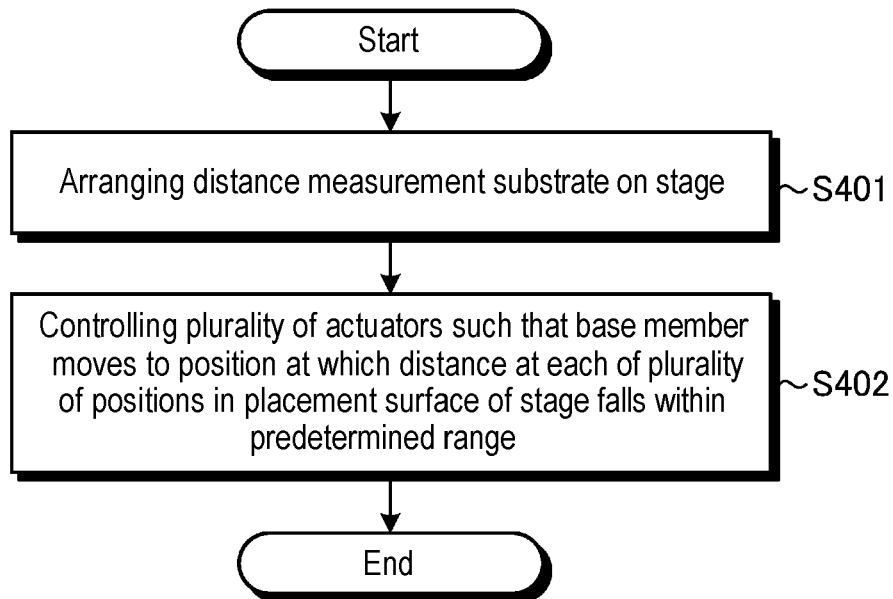 Start
Arranging distance measurement substrate on stage
S401
Controlling plurality of actuators such that base member
moves to position at which distance at each of plurality
of positions in placement surface of stage falls within
predetermined range
S402
End